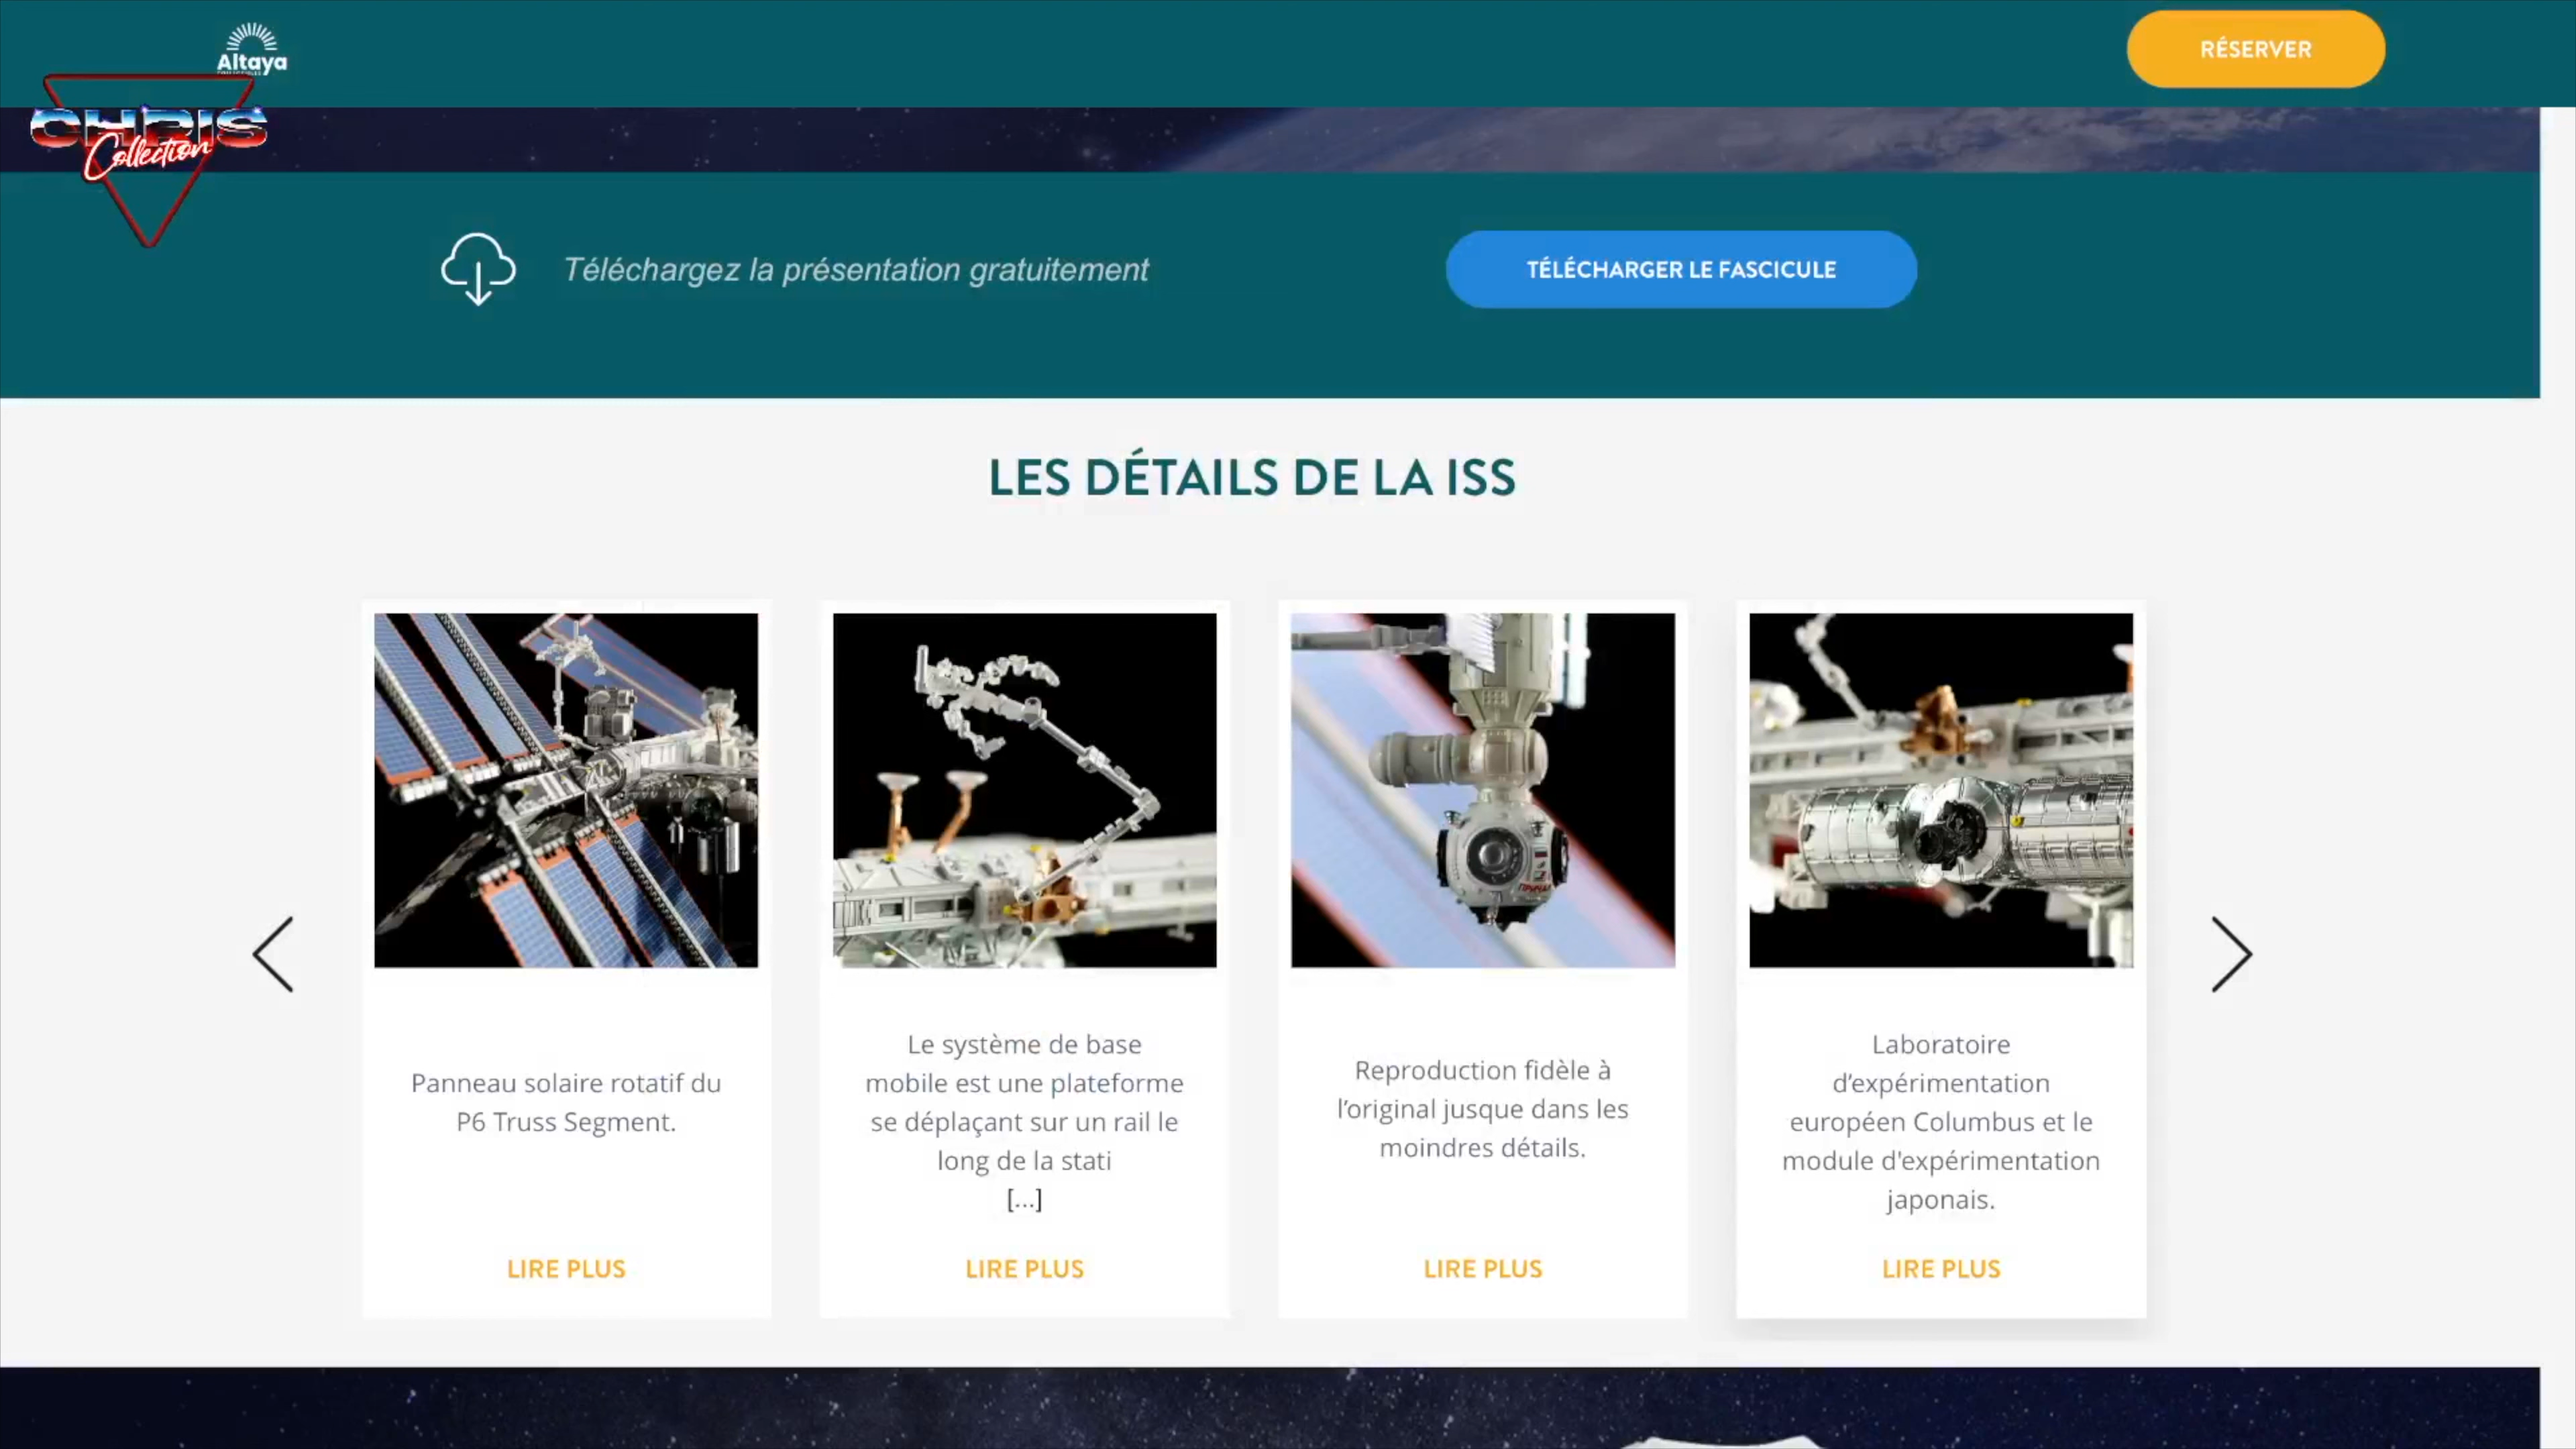 Altaya
RÉSERVER
CHRIS
Collection
Téléchargez la présentation gratuitement
TÉLÉCHARGER LE FASCICULE
LES DÉTAILS DE LA ISS
Panneau solaire rotatif du
P6 Truss Segment.
LIRE PLUS
Le système de base
mobile est une plateforme
se déplaçant sur un rail le
long de la stati
[...]
LIRE PLUS
ПРИЧАЛ
Reproduction fidèle à
l'original jusque dans les
moindres détails.
LIRE PLUS
Laboratoire
d'expérimentation
européen Columbus et le
module d'expérimentation
japonais.
LIRE PLUS